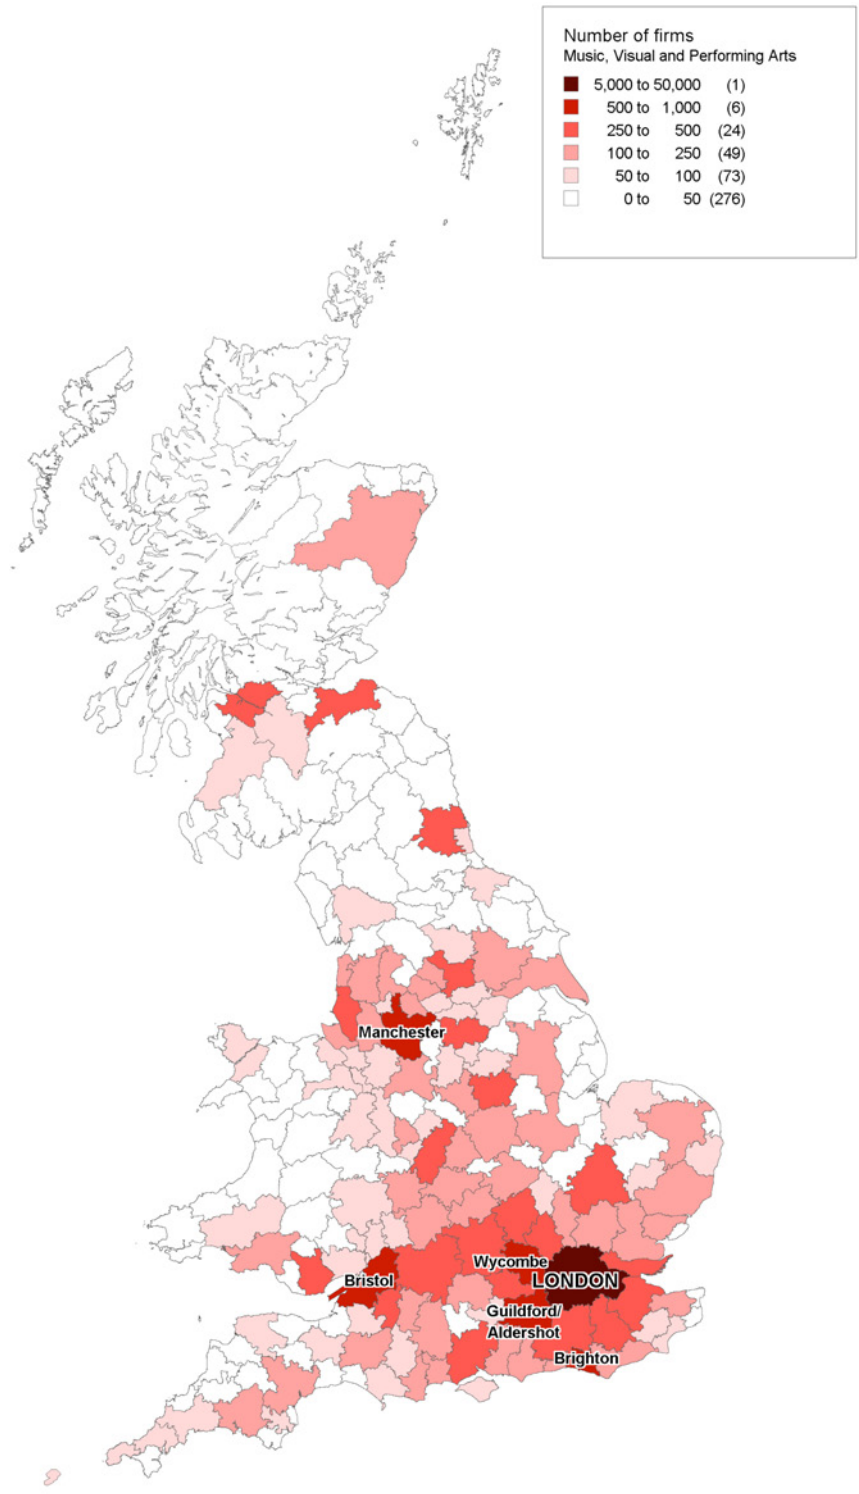 Number of firms
Music, Visual and Performing Arts
5,000 to 50,000 (1)
500 to 1,000 (6)
250 to 500 (24)
100 to 250 (49)
50 to 100 (73)
0 to 50 (276)
Manchester
Wycombe
Bristol
LONDON
Guildford/
Aldershot
Brighton